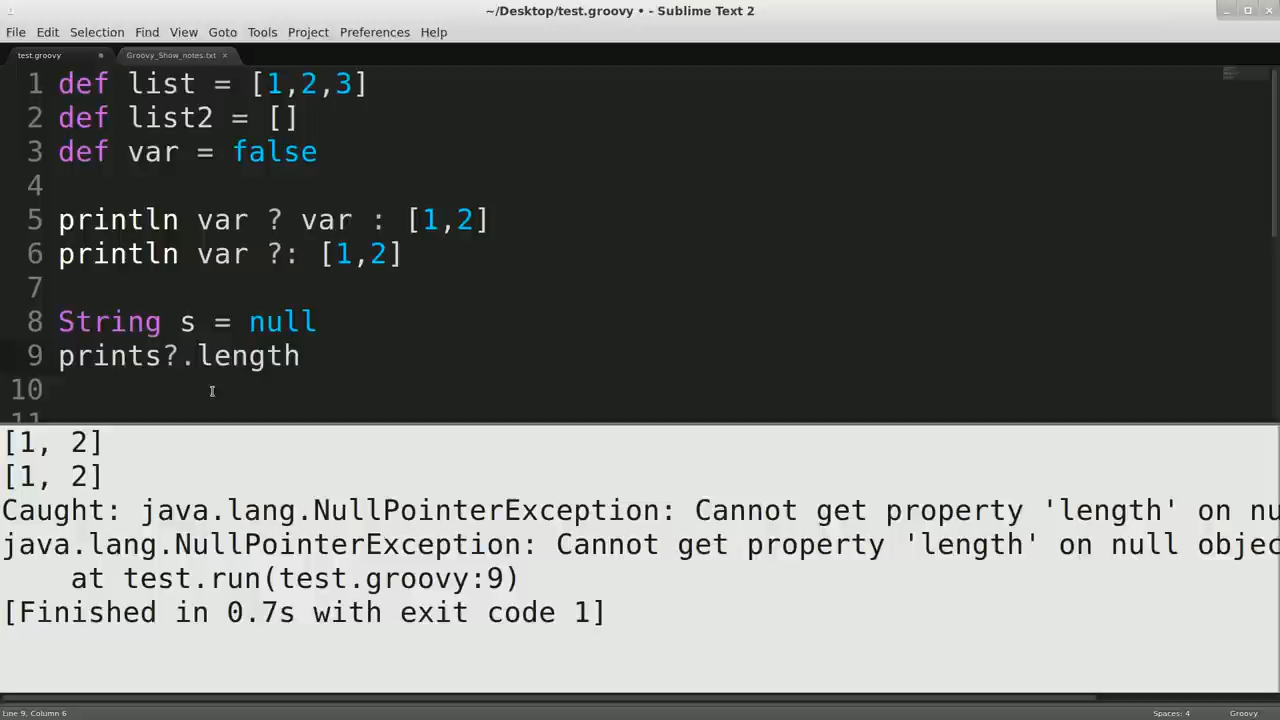 ~/Desktop/test.groovy • - Sublime Text 2
File Edit Selection Find View Goto Tools Project Preferences Help
test.groovy Groovy_Show_notes.txt ×
1 def list = [1,2,3]
2 def list2 = []
3 def var = false
4
5 println var ? var : [1,2]
6 println var ?: [1,2]
7
8 String s = null
9 prints?.length
10
11
[1, 2]
[1, 2]
Caught: java.lang.NullPointerException: Cannot get property 'length' on nu
java.lang.NullPointerException: Cannot get property 'length' on null objec
at test.run(test.groovy:9)
[Finished in 0.7s with exit code 1]
Line 9, Column 6 Spaces: 4 Groovy